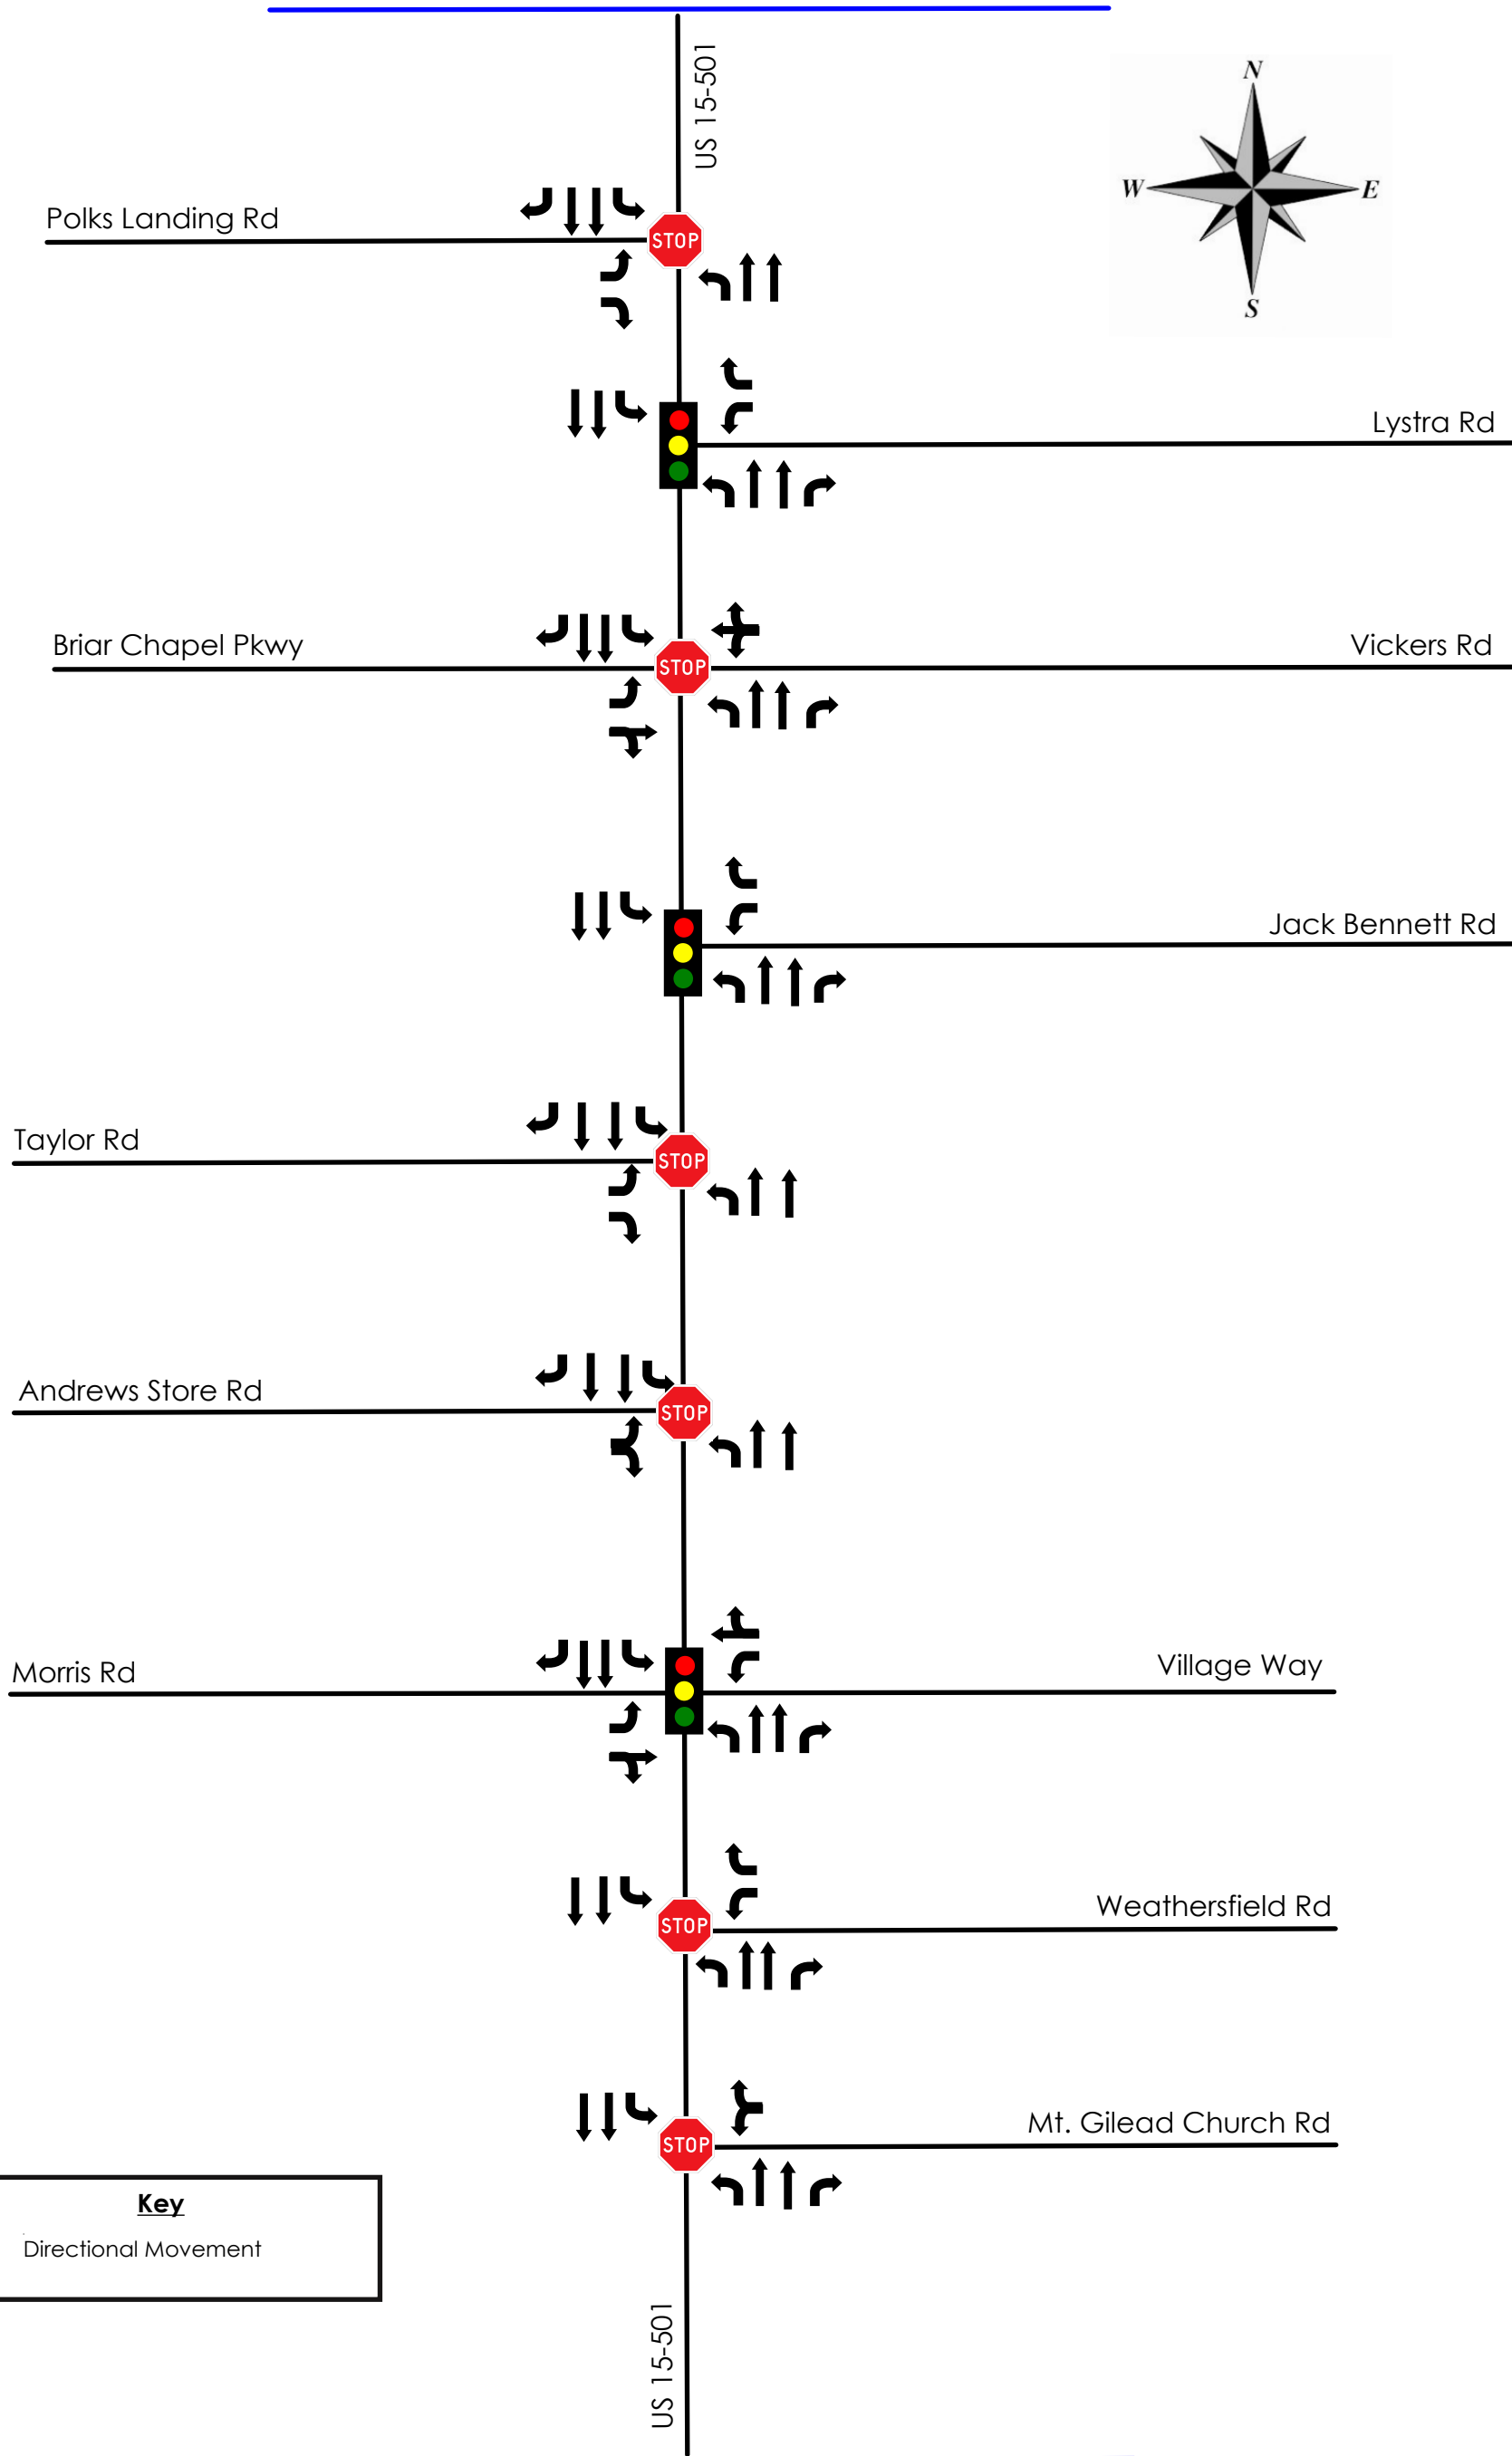 US 15-501
N
W
E
S
Polks Landing Rd
STOP
Lystra Rd
Briar Chapel Pkwy
STOP
Vickers Rd
Jack Bennett Rd
Taylor Rd
STOP
Andrews Store Rd
STOP
Morris Rd
Village Way
STOP
Weathersfield Rd
STOP
Mt. Gilead Church Rd
Key
Directional Movement
US 15-501